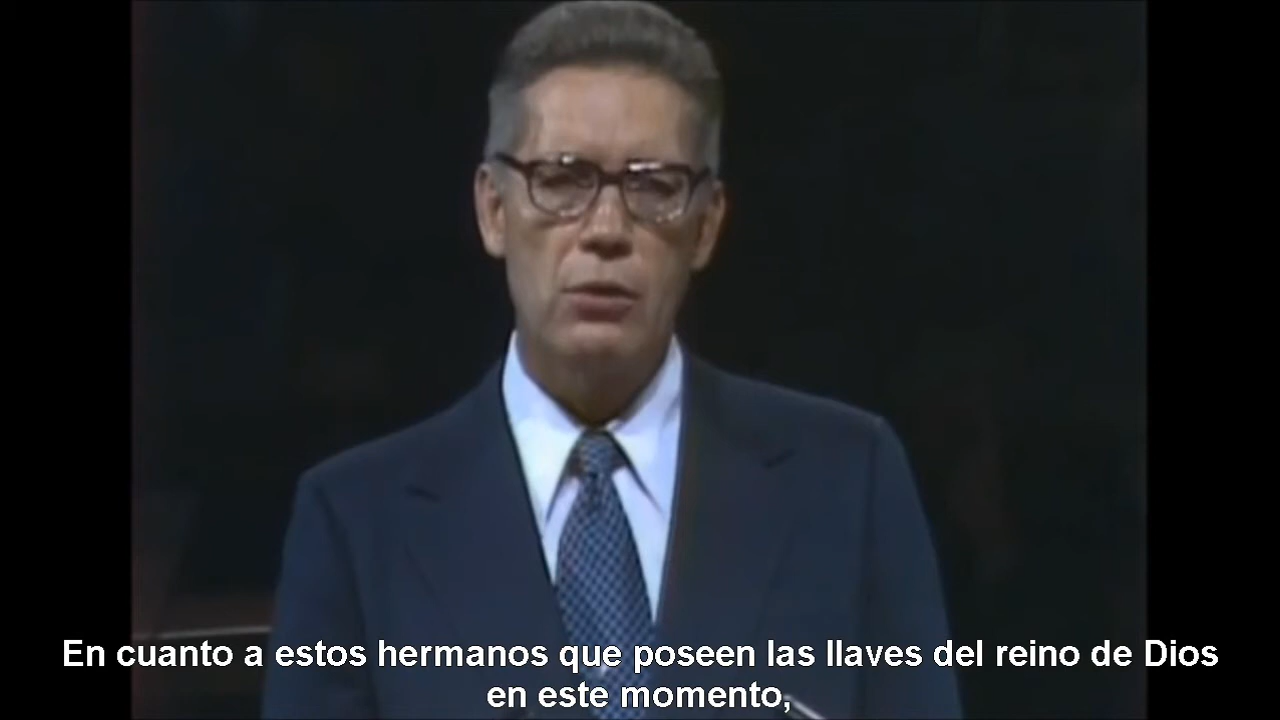 En cuanto a estos hermanos que poseen las llaves del reino de Dios
en este momento,